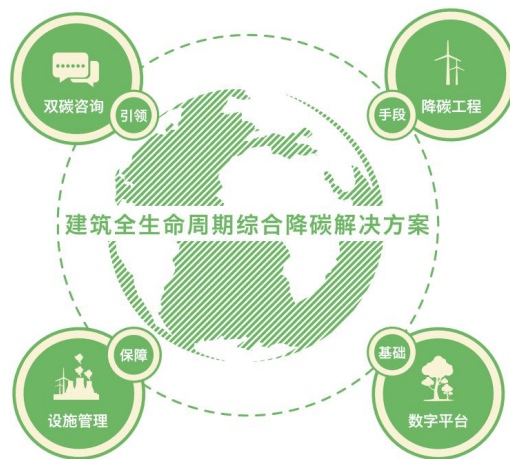 双碳咨询
引领
手段
降碳工程
建筑全生命周期综合降碳解决方案
保障
设施管理
基础
数字平台